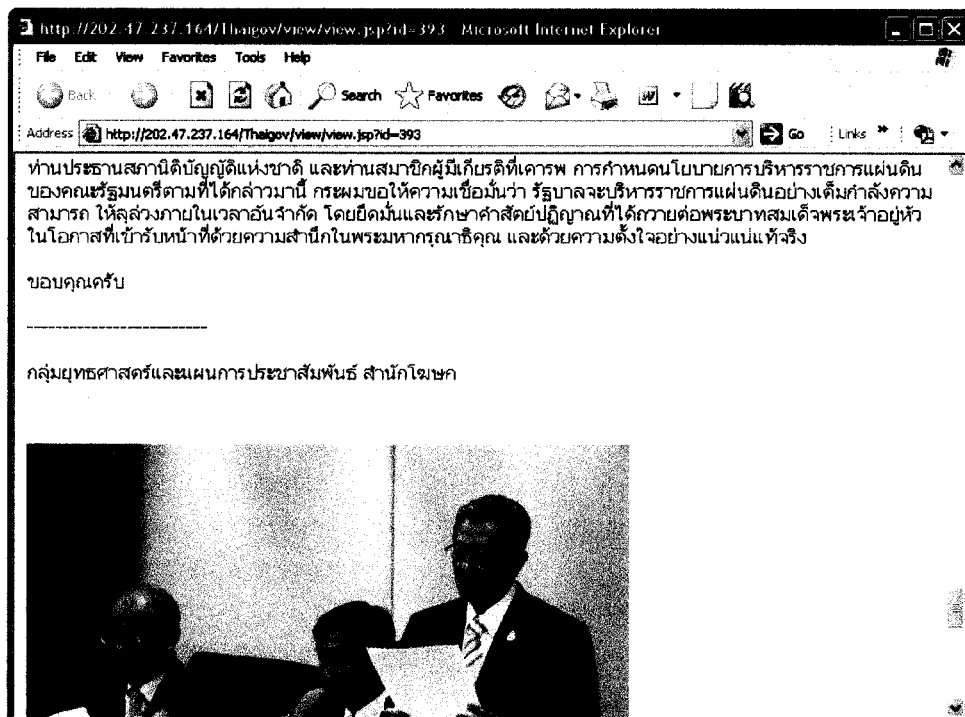 http://202.47.237.164/Thaigov/view/view.jsp?id=393 - Microsoft Internet Explorer
File Edit View Favorites Tools Help
Back Search Favorites
Address http://202.47.237.164/Thaigov/view/view.jsp?id=393 Go Links
ท่านประธานสภานิติบัญญัติแห่งชาติ และท่านสมาชิกผู้มีเกียรติที่เคารพ การกำหนดนโยบายการบริหารราชการแผ่นดิน
ของคณะรัฐมนตรีตามที่ได้กล่าวมานี้ กระผมขอให้ความเชื่อมั่นว่า รัฐบาลจะบริหารราชการแผ่นดินอย่างเต็มกำลังความ
สามารถ ให้ลุล่วงภายในเวลาอันจำกัด โดยยึดมั่นและรักษาคำสัตย์ปฏิญาณที่ได้ถวายต่อพระบาทสมเด็จพระเจ้าอยู่หัว
ในโอกาสที่เข้ารับหน้าที่ด้วยความสำนึกในพระมหากรุณาธิคุณ และด้วยความตั้งใจอย่างแน่วแน่แท้จริง
ขอบคุณครับ
-------------------------
กลุ่มยุทธศาสตร์และแผนการประชาสัมพันธ์ สำนักโฆษก